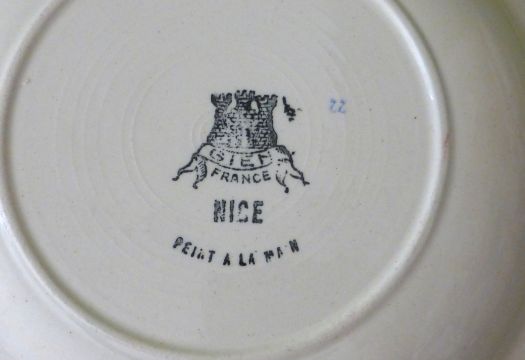 22
GIEN
FRANCE
NICE
PEINT A LA MAIN